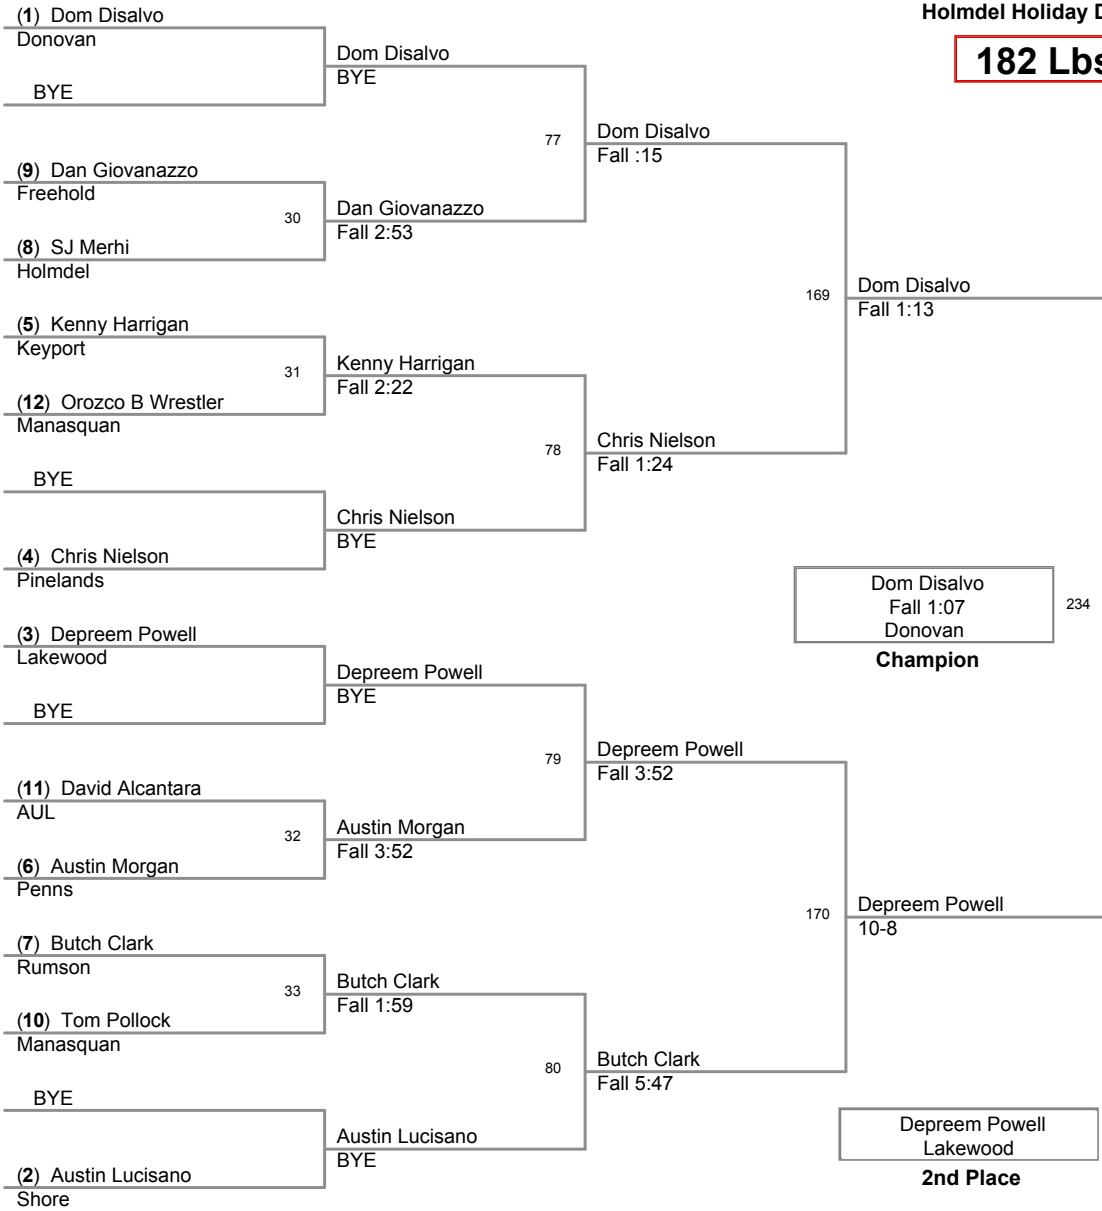 (1) Dom Disalvo
Donovan
BYE
(9) Dan Giovanazzo
Freehold
(8) SJ Merhi
Holmdel
(5) Kenny Harrigan
Keyport
(12) Orozco B Wrestler
Manasquan
BYE
(4) Chris Nielson
Pinelands
(3) Depreem Powell
Lakewood
BYE
(11) David Alcantara
AUL
(6) Austin Morgan
Penns
(7) Butch Clark
Rumson
(10) Tom Pollock
Manasquan
BYE
(2) Austin Lucisano
Shore
30
31
32
33
Dom Disalvo
BYE
Dan Giovanazzo
Fall 2:53
Kenny Harrigan
Fall 2:22
Chris Nielson
BYE
Depreem Powell
BYE
Austin Morgan
Fall 3:52
Butch Clark
Fall 1:59
Austin Lucisano
BYE
77
78
79
80
Dom Disalvo
Fall :15
Chris Nielson
Fall 1:24
Depreem Powell
Fall 3:52
Butch Clark
Fall 5:47
169
170
Holmdel Holiday
182 Lbs
Dom Disalvo
Fall 1:13
Dom Disalvo
Fall 1:07
Donovan
234
Champion
Depreem Powell
10-8
Depreem Powell
Lakewood
2nd Place